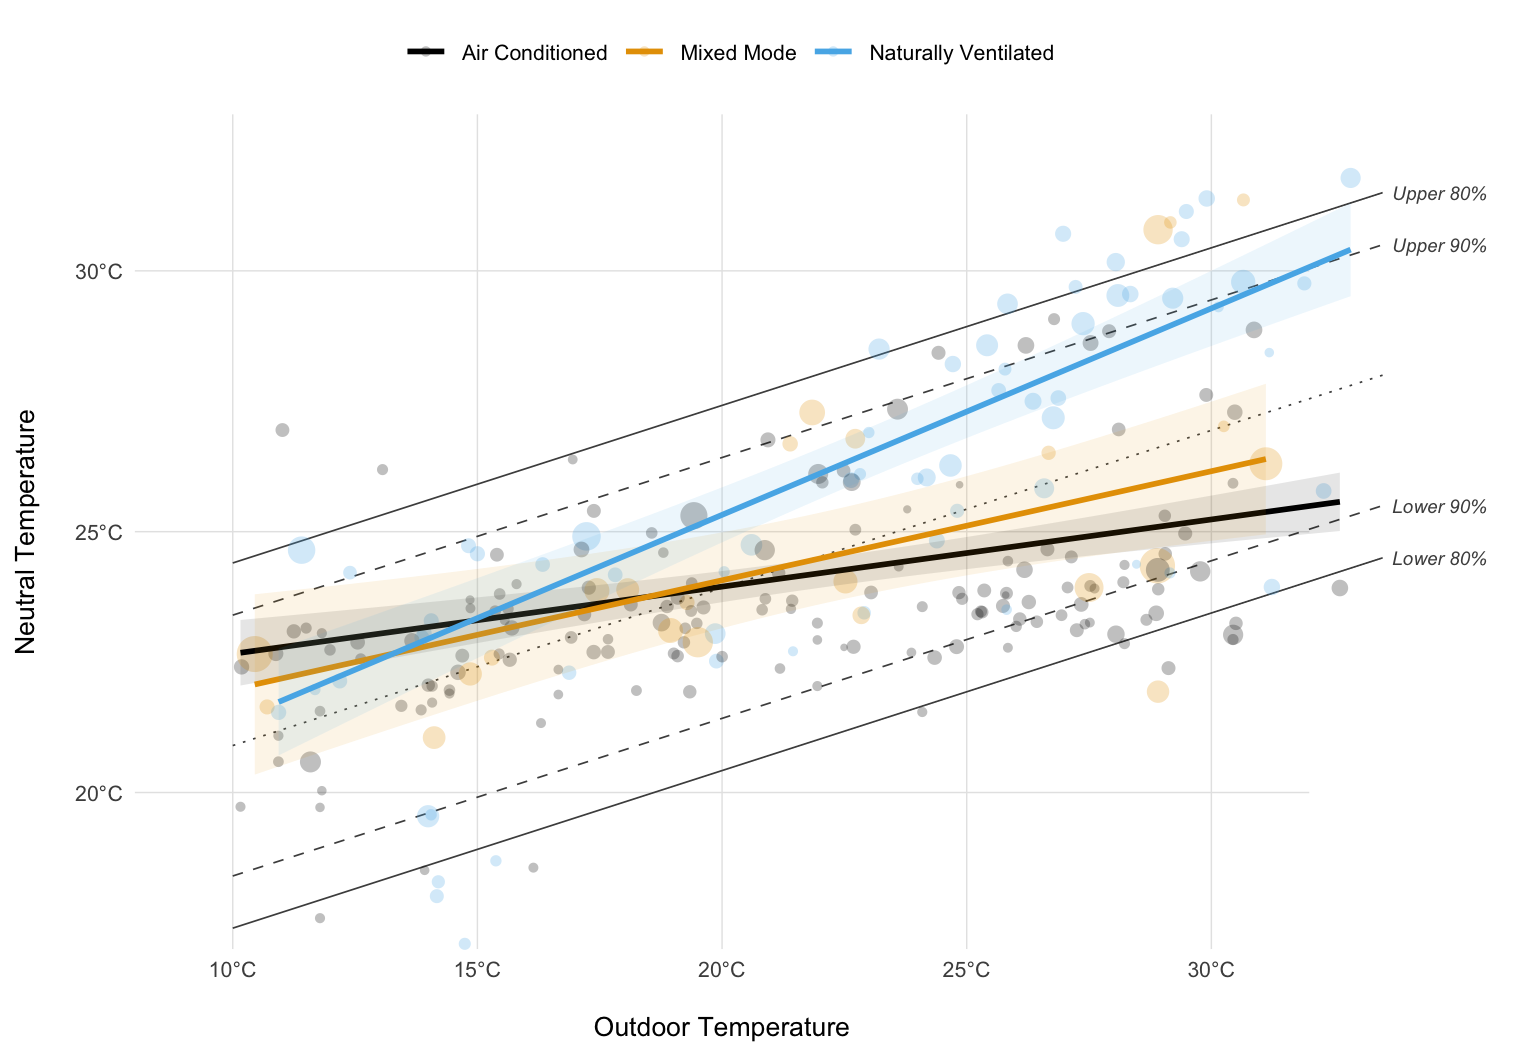 Air Conditioned Mixed Mode Naturally Ventilated
Upper 80%
Upper 90%
30°C
25°C
Lower 90%
Lower 80%
20°C
Neutral Temperature
10°C 15°C 20°C 25°C 30°C
Outdoor Temperature